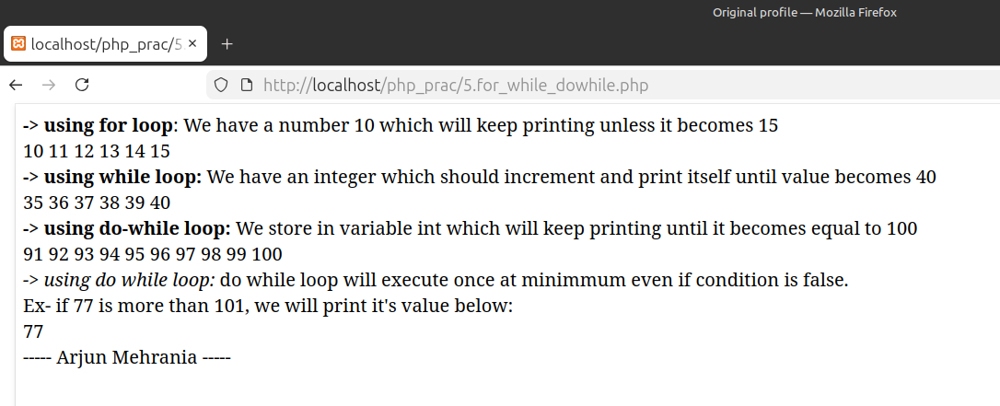 Original profile — Mozilla Firefox
localhost/php_prac/5
http://localhost/php_prac/5.for_while_dowhile.php
-> using for loop: We have a number 10 which will keep printing unless it becomes 15
10 11 12 13 14 15
-> using while loop: We have an integer which should increment and print itself until value becomes 40
35 36 37 38 39 40
-> using do-while loop: We store in variable int which will keep printing until it becomes equal to 100
91 92 93 94 95 96 97 98 99 100
-> using do while loop: do while loop will execute once at minimmum even if condition is false.
Ex- if 77 is more than 101, we will print it's value below:
77
----- Arjun Mehrania -----